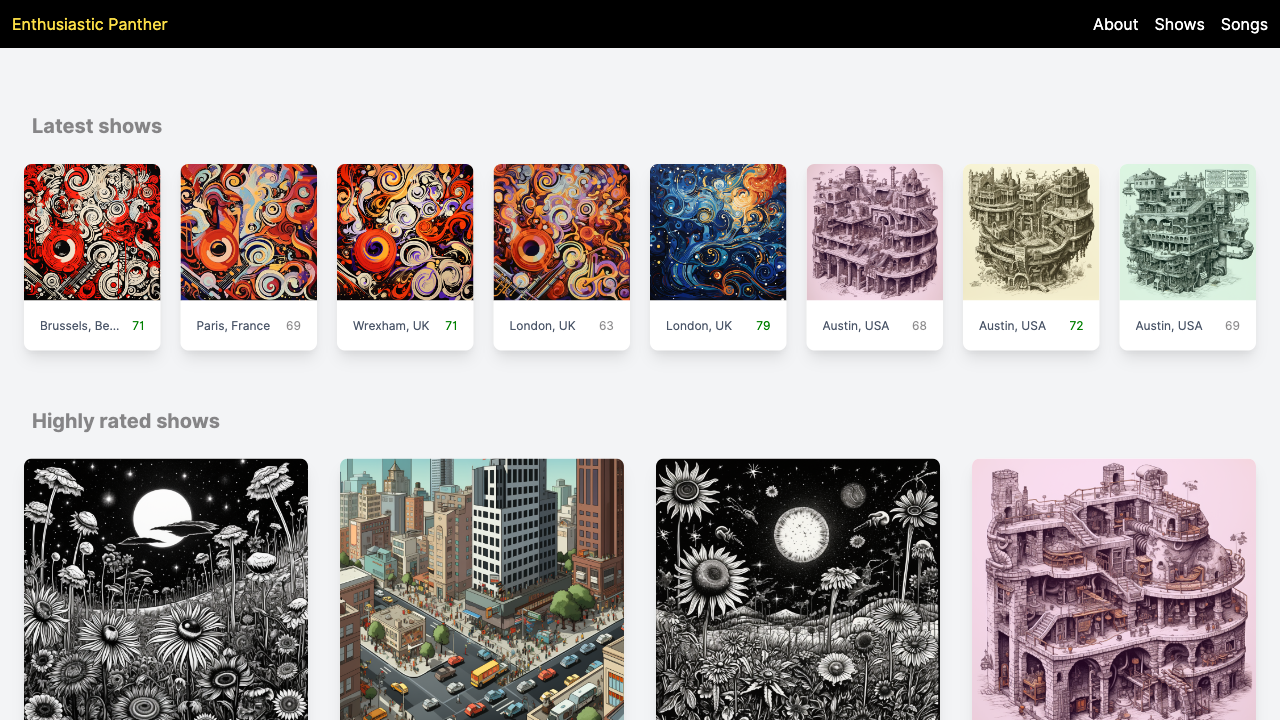 Enthusiastic Panther
About Shows Songs
Latest shows
Brussels, Be... 71
Paris, France 69
Wrexham, UK 71
London, UK 63
London, UK 79
Austin, USA 68
Austin, USA 72
Austin, USA 69
Highly rated shows